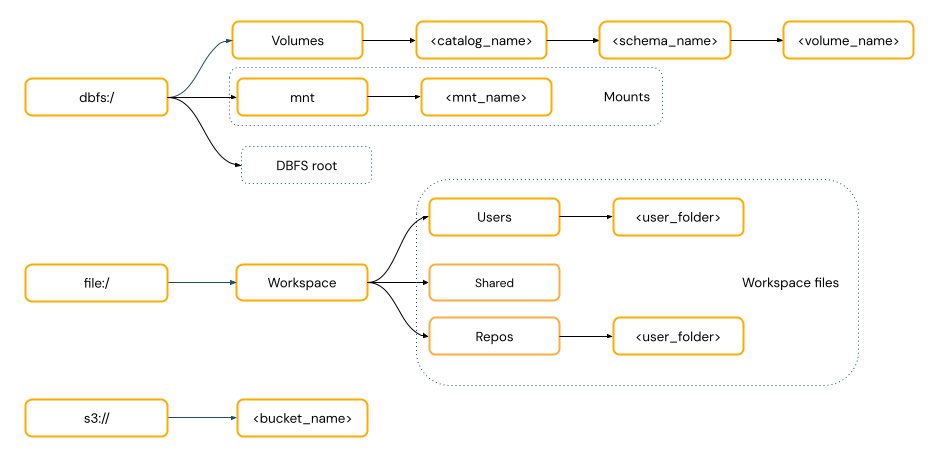 Volumes
<catalog_name>
<schema_name>
<volume_name>
dbfs:/
mnt
<mnt_name>
Mounts
DBFS root
Users
<user_folder>
file:/
Workspace
Shared
Workspace files
Repos
<user_folder>
s3://
<bucket_name>